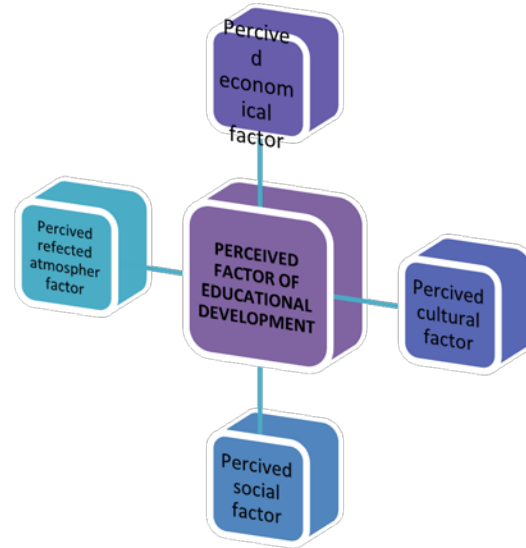 Percive
d
econom
ical
factor
Percived
refected
atmospher
factor
PERCEIVED
FACTOR OF
EDUCATIONAL
DEVELOPMENT
Percived
cultural
factor
Percived
social
factor